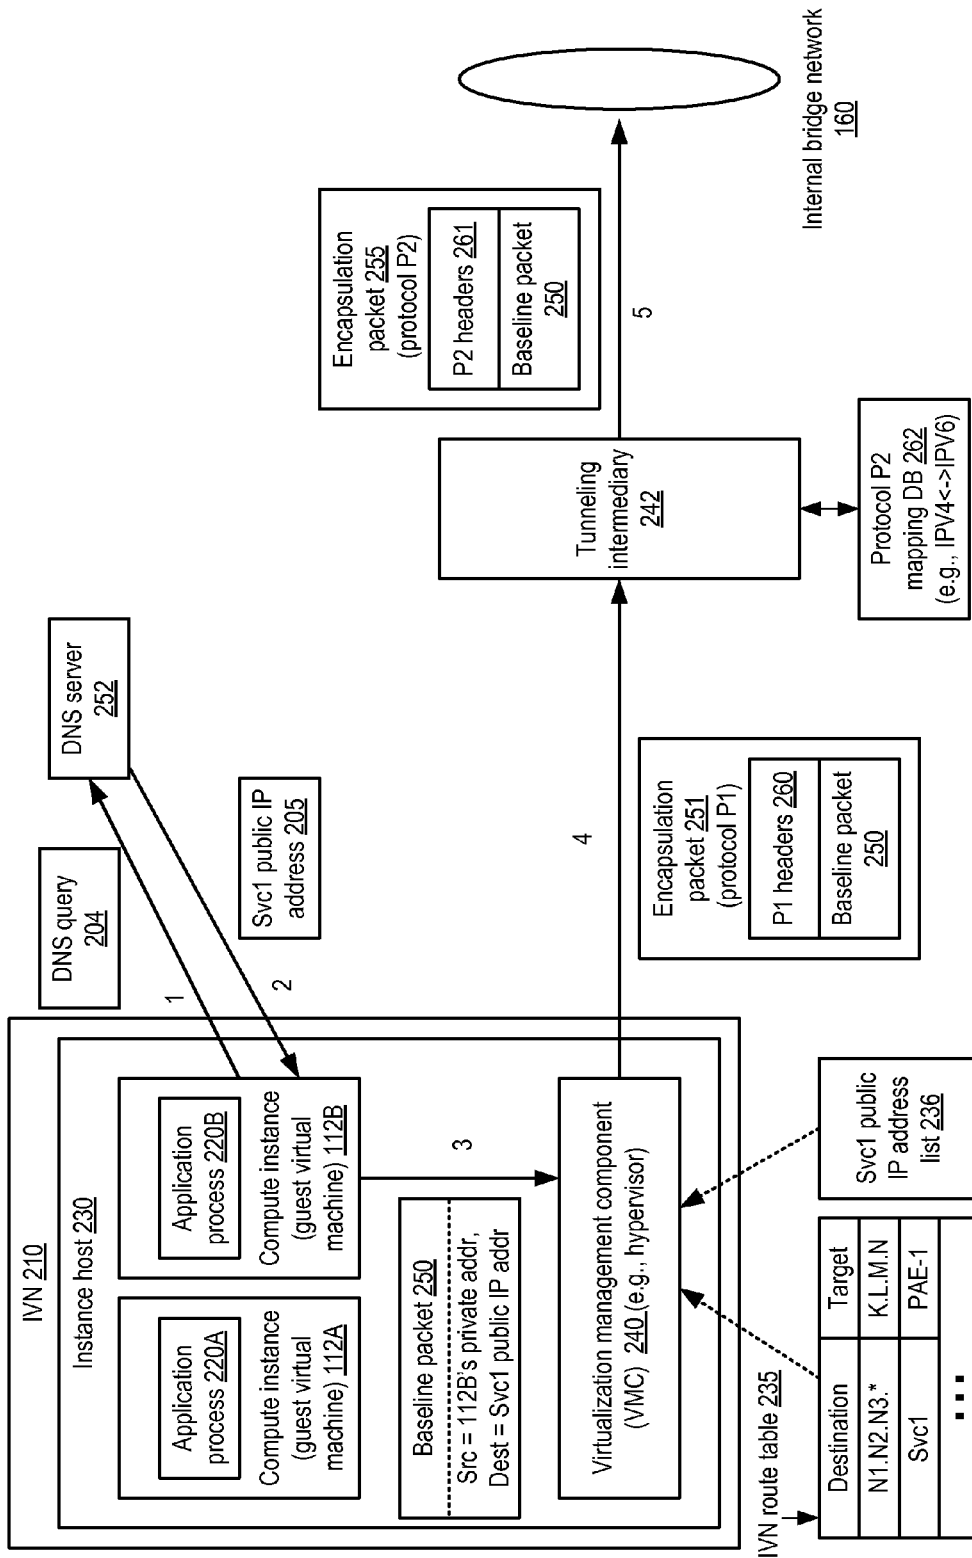 IVN 210
Instance host 230
Application
process 220A
Compute instance
(guest virtual
machine) 112A
Application
process 220B
Compute instance
(guest virtual
machine) 112B
DNS query
204
1
DNS server
252
2
Svc1 public IP
address 205
Baseline packet 250
Src = 112B's private addr,
Dest = Svc1 public IP addr
3
Virtualization management component
(VMC) 240 (e.g., hypervisor)
IVN route table 235
Destination Target
N1.N2.N3.* K.L.M.N
Svc1 PAE-1
...
Svc1 public
IP address
list 236
4
Encapsulation
packet 251
(protocol P1)
P1 headers 260
Baseline packet
250
Tunneling
intermediary
242
Protocol P2
mapping DB 262
(e.g., IPV4<->IPV6)
Encapsulation
packet 255
(protocol P2)
P2 headers 261
Baseline packet
250
5
Internal bridge network
160